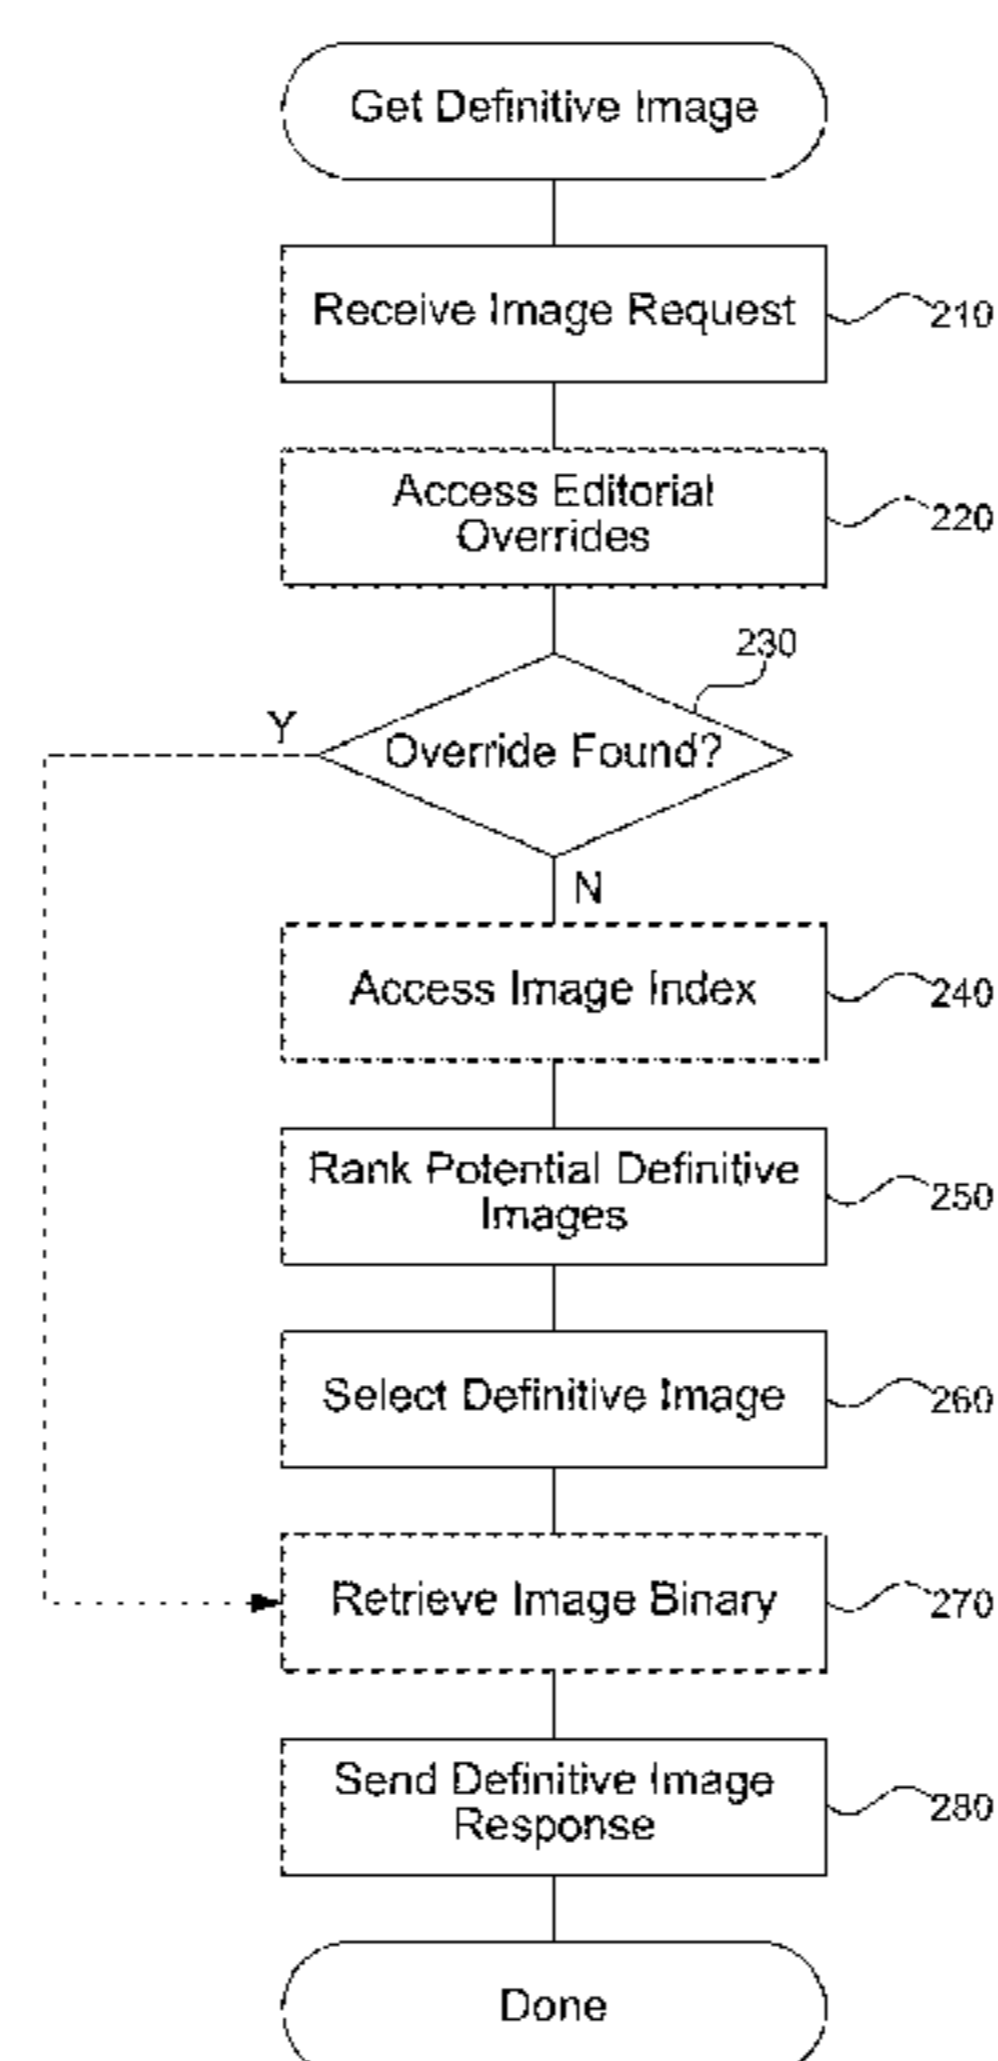 Get Definitive Image
Receive Image Request
210
Access Editorial
Overrides
220
230
Y
Override Found?
N
Access Image Index
240
Rank Potential Definitive
Images
250
Select Definitive Image
260
Retrieve Image Binary
270
Send Definitive Image
Response
280
Done